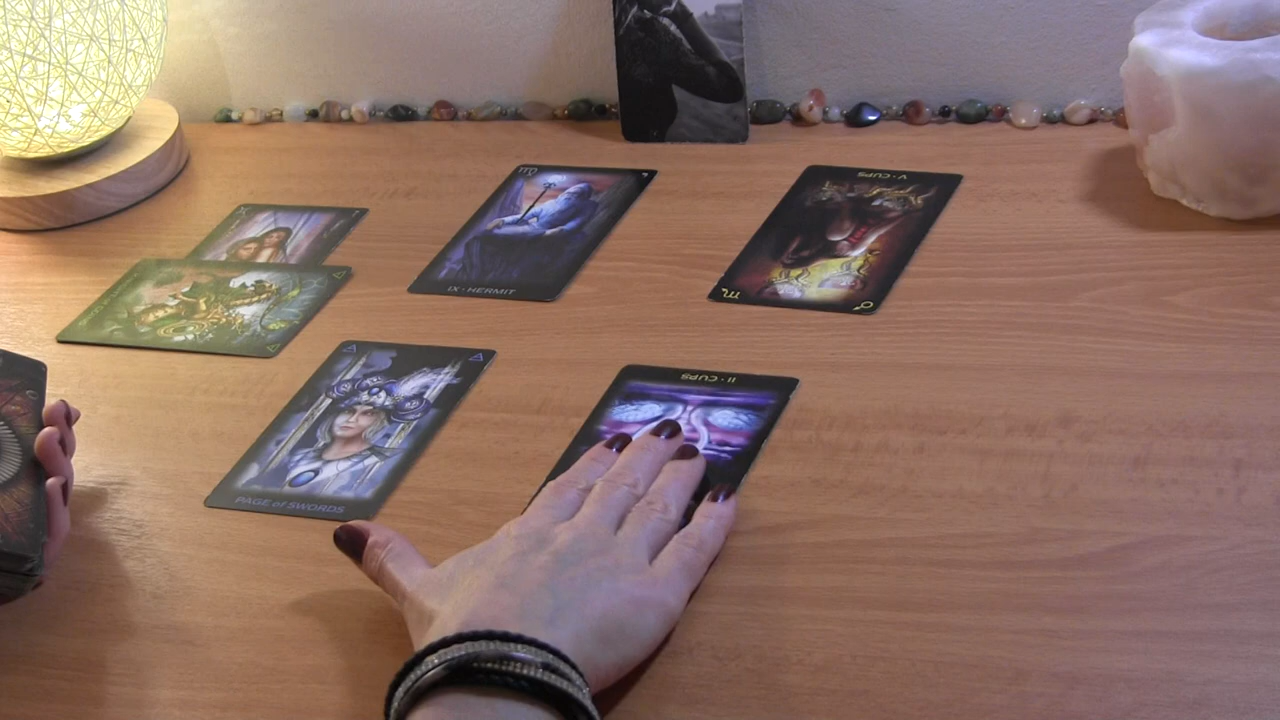 IX · HERMIT
V · CUPS
PAGE of SWORDS
II · CUPS